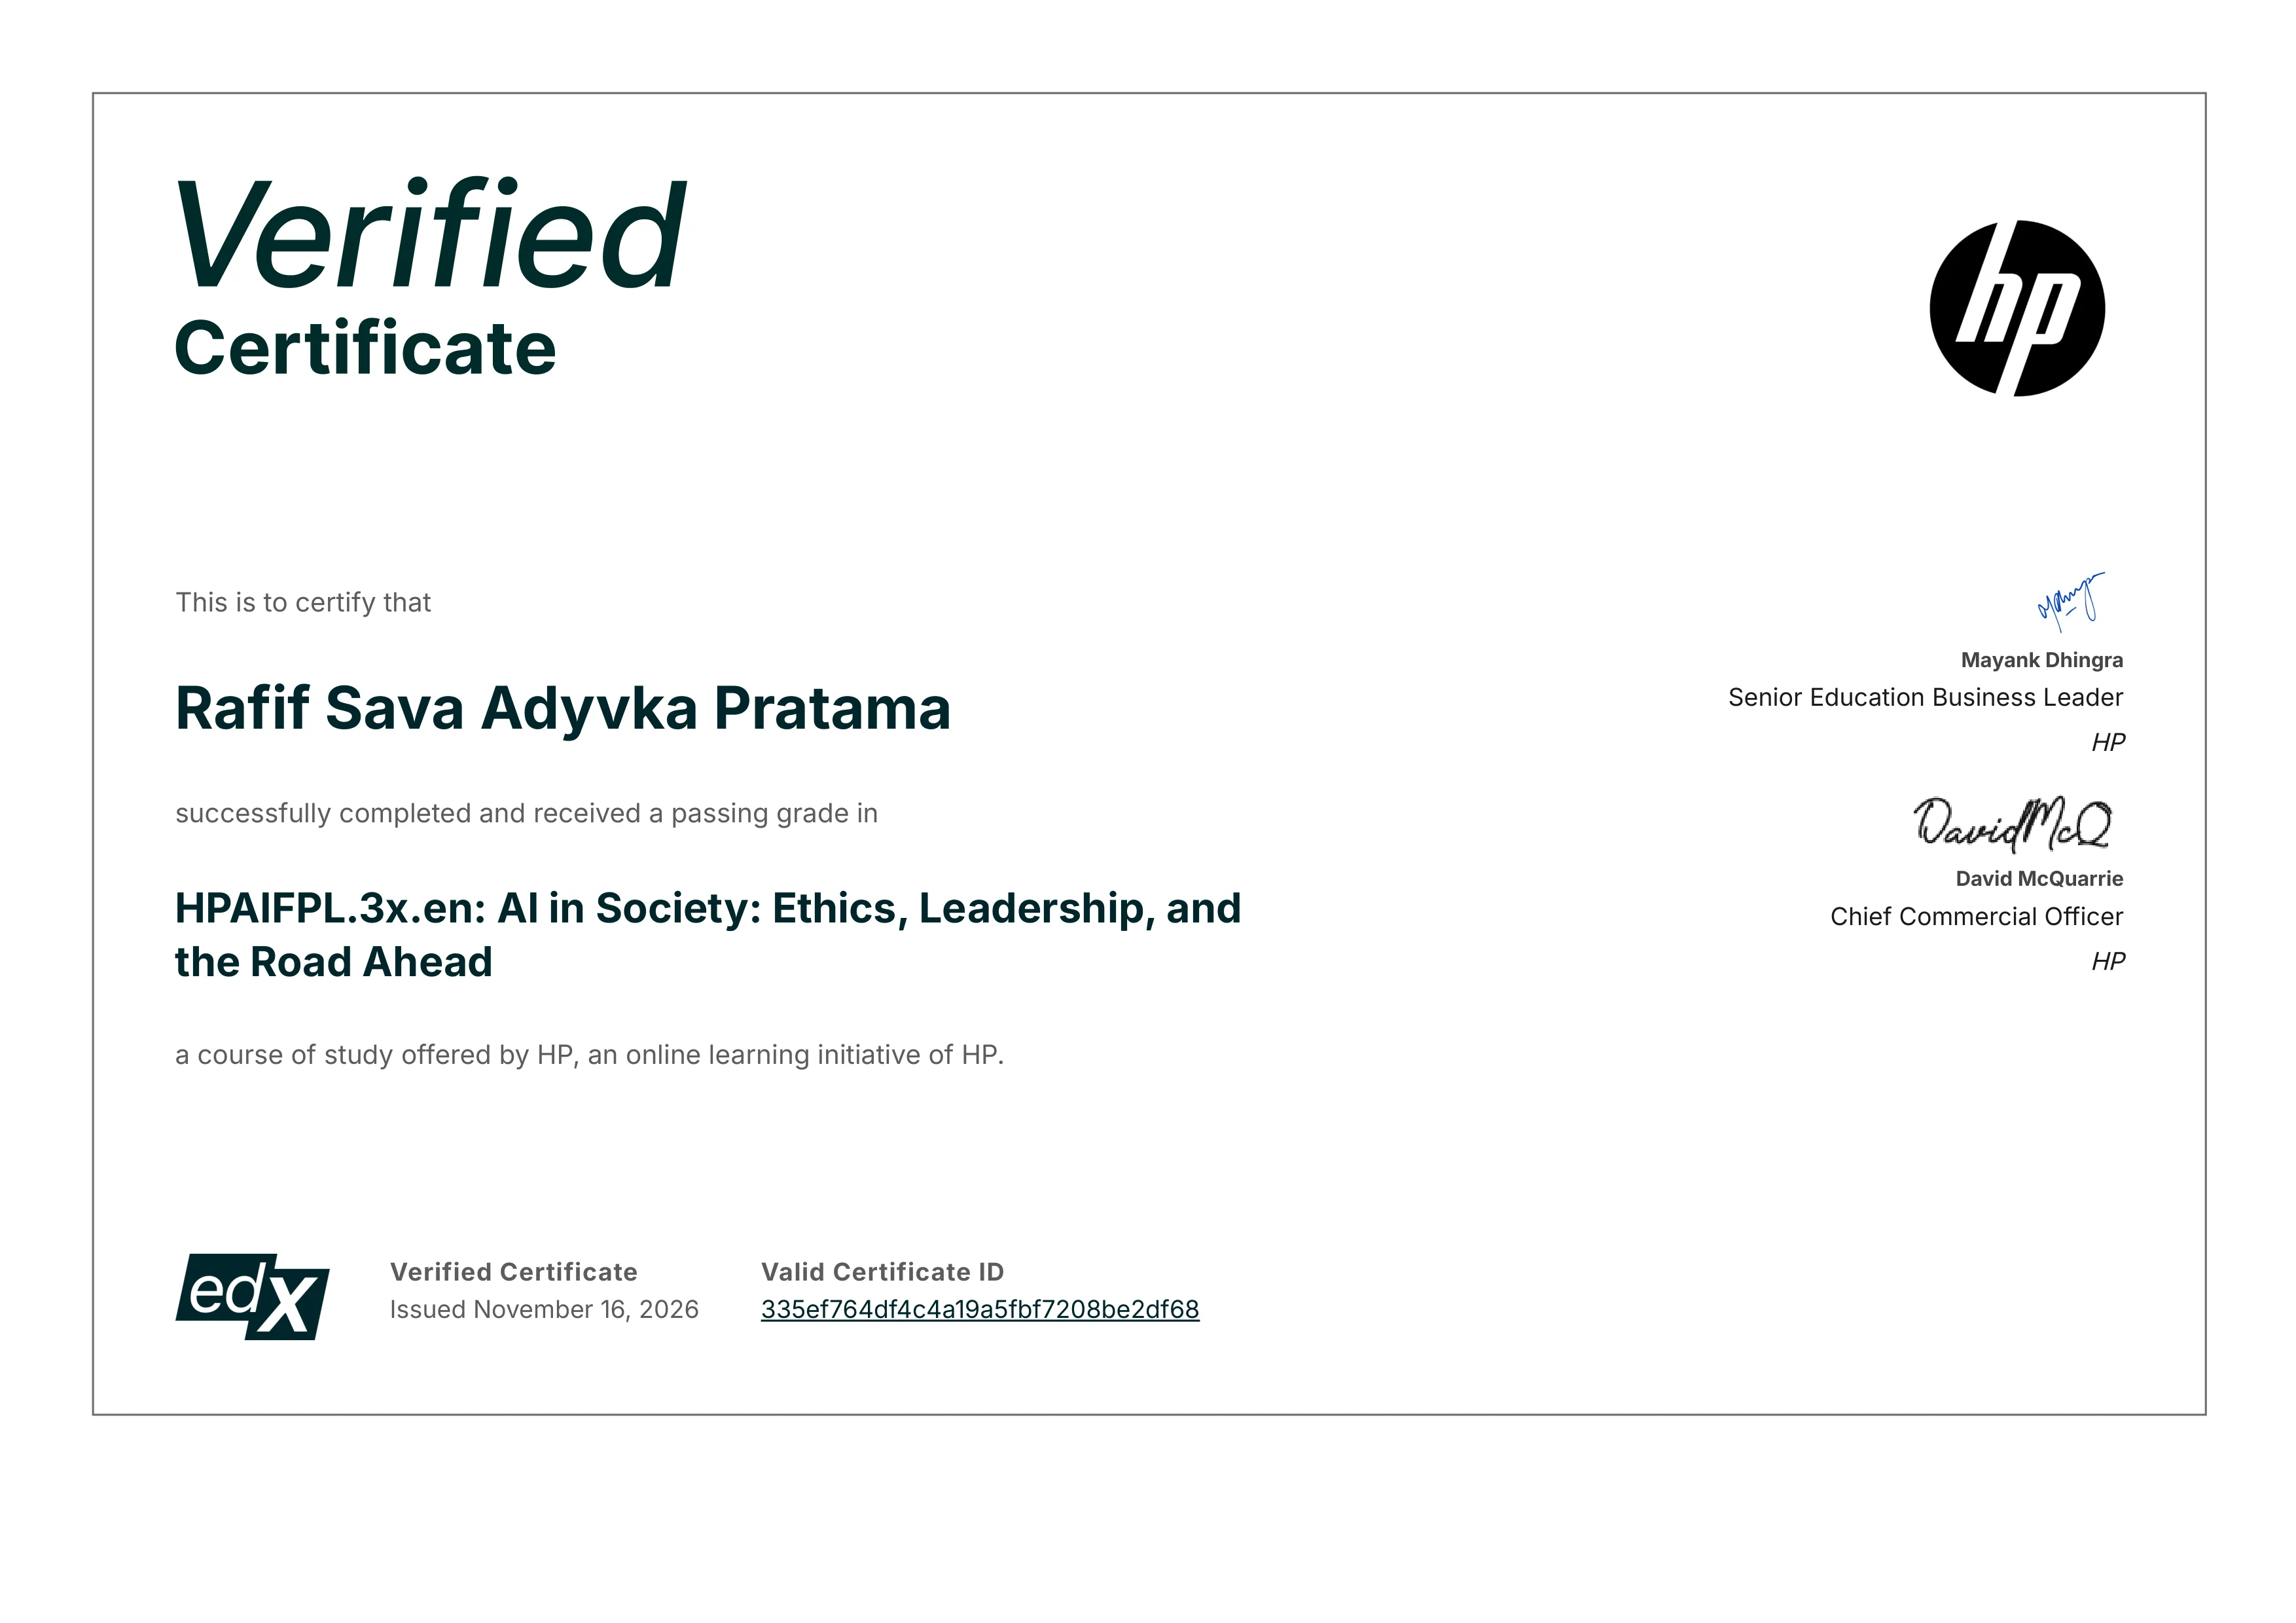 Verified
Certificate
hp
This is to certify that
Rafif Sava Adyvka Pratama
successfully completed and received a passing grade in
HPAIFPL.3x.en: AI in Society: Ethics, Leadership, and
the Road Ahead
a course of study offered by HP, an online learning initiative of HP.
Mayank Dhingra
Senior Education Business Leader
HP
DavidMcQ
David McQuarrie
Chief Commercial Officer
HP
edX
Verified Certificate
Issued November 16, 2026
Valid Certificate ID
335ef764df4c4a19a5fbf7208be2df68